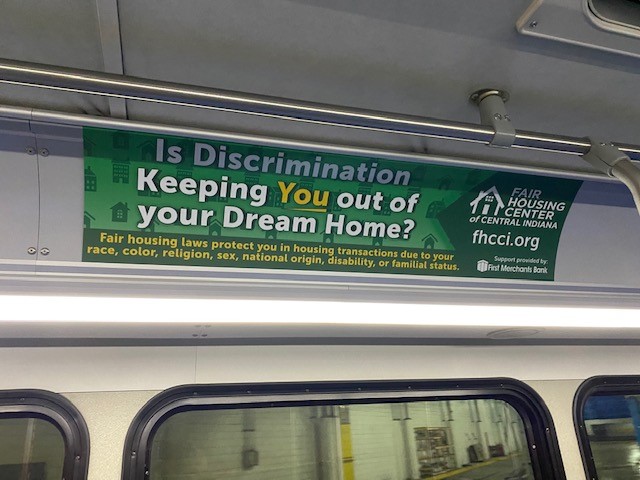 Is Discrimination
Keeping You out of
your Dream Home?
Fair housing laws protect you in housing transactions due to your
race, color, religion, sex, national origin, disability, or familial status.
FAIR
HOUSING
CENTER
of CENTRAL INDIANA
fhcci.org
Support provided by:
First Merchants Bank